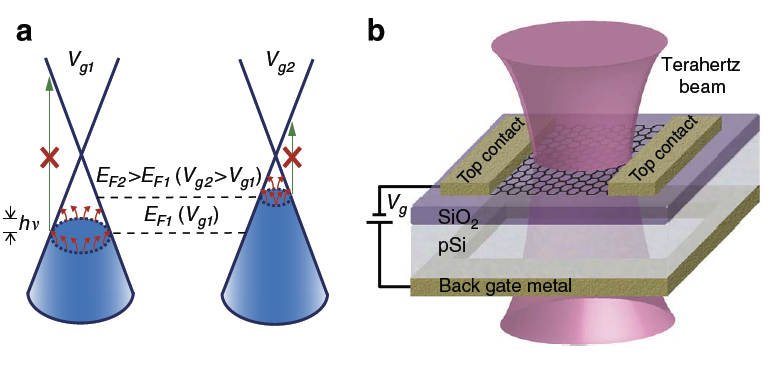 a
V_g1
V_g2
E_F2>E_F1 (V_g2>V_g1)
E_F1 (V_g1)
hν
b
Terahertz
beam
Top contact
Top contact
V_g
SiO₂
pSi
Back gate metal